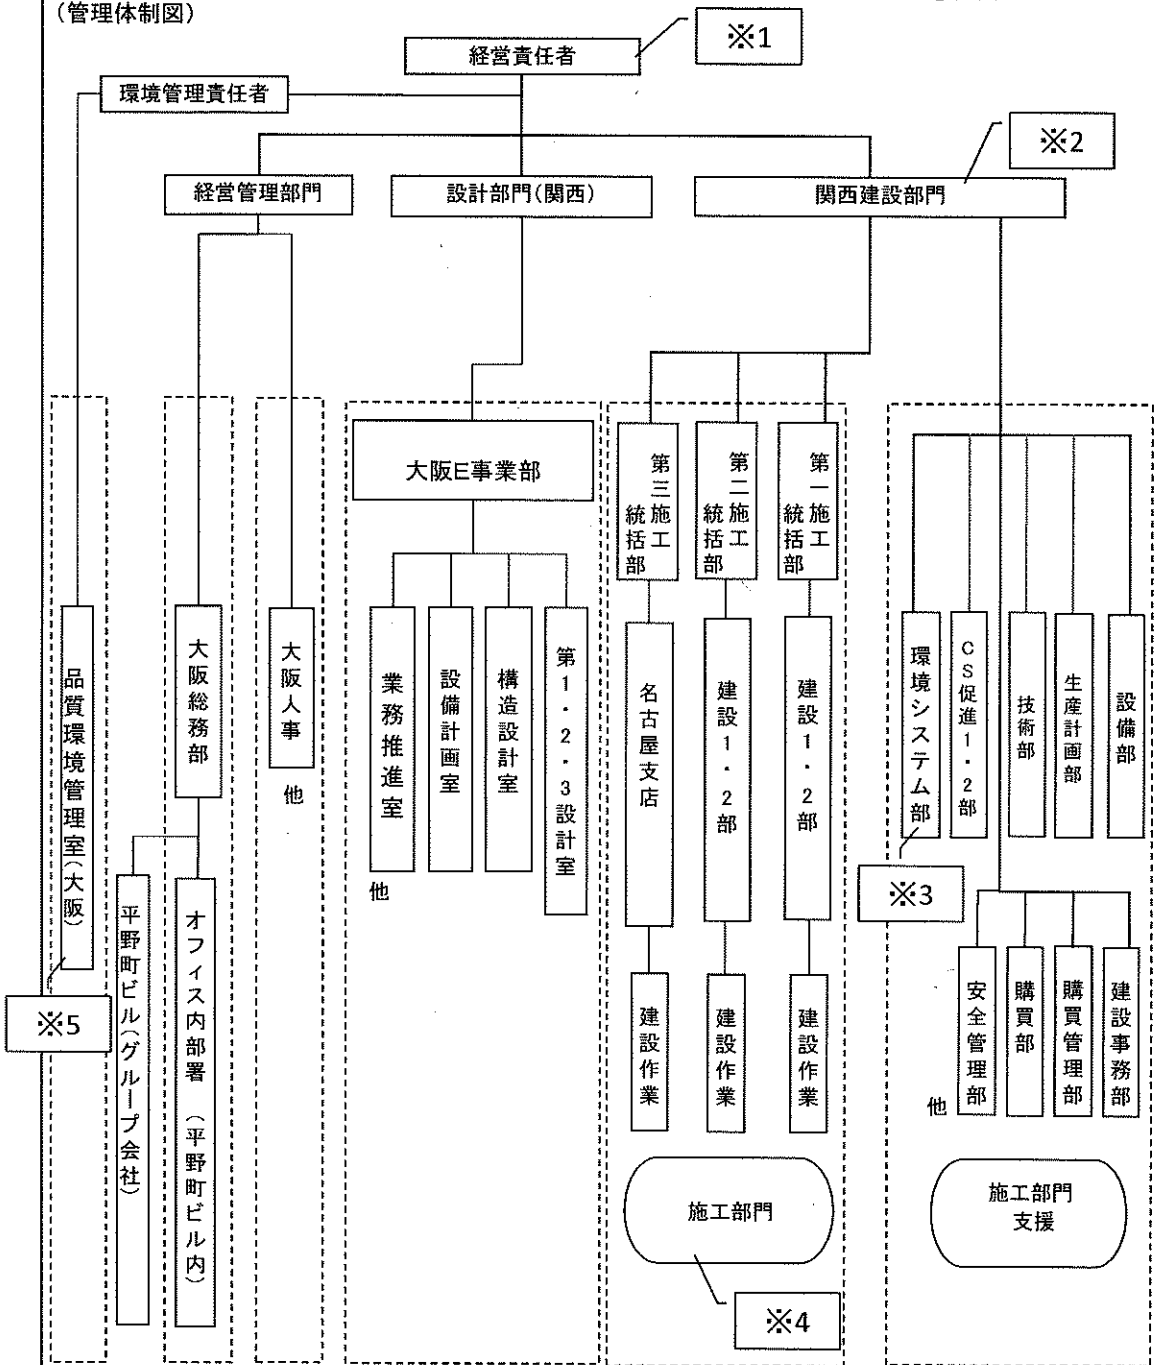 (管理体制図)
※1
経営責任者
環境管理責任者
※2
経営管理部門
設計部門(関西)
関西建設部門
大阪E事業部
第三施工
統括部
第二施工
統括部
第一施工
統括部
品質環境管理室(大阪)
大阪総務部
大阪人事
他
業務推進室
設備計画室
構造設計室
第1・2・3設計室
他
名古屋支店
建設1・2部
建設1・2部
環境システム部
CS促進1・2部
技術部
生産計画部
設備部
※3
※5
平野町ビル(グループ会社)
オフィス内部署 (平野町ビル内)
建設作業
建設作業
建設作業
安全管理部
購買部
購買管理部
建設事務部
他
施工部門
施工部門
支援
※4